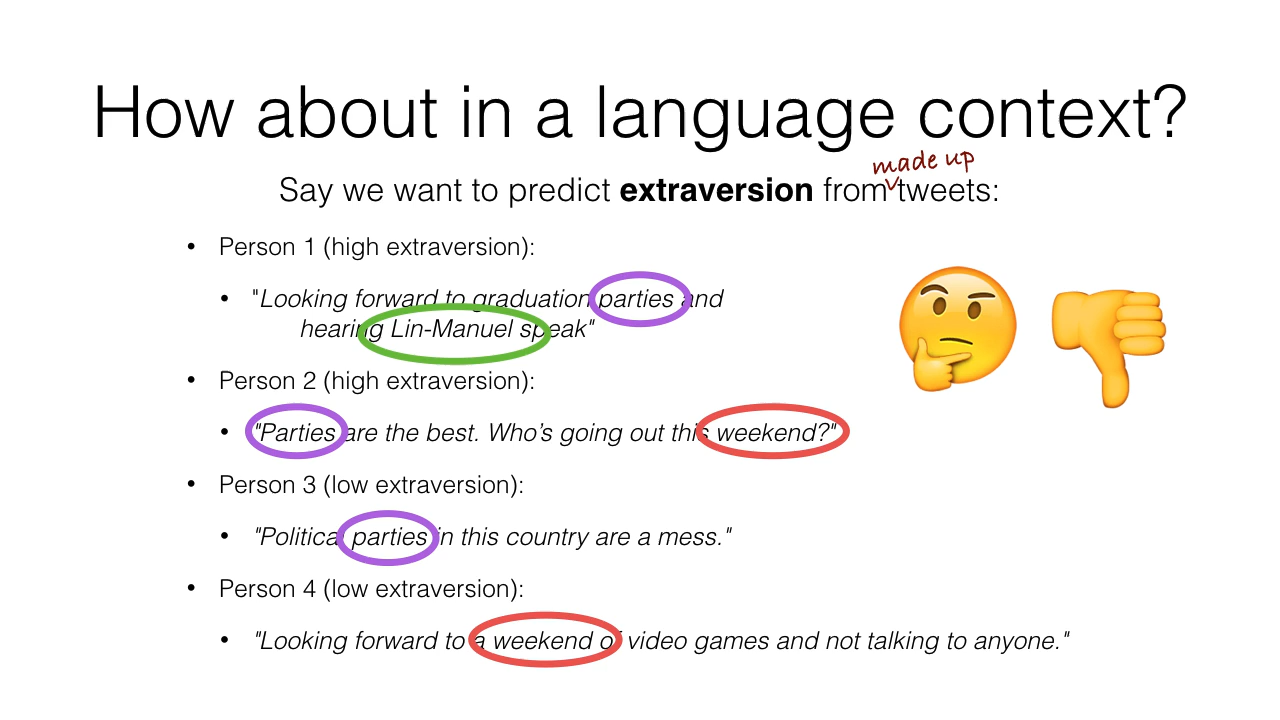 How about in a language context?
made up
Say we want to predict extraversion from tweets:
• Person 1 (high extraversion):
• "Looking forward to graduation parties and
hearing Lin-Manuel speak"
• Person 2 (high extraversion):
• "Parties are the best. Who’s going out this weekend?"
• Person 3 (low extraversion):
• "Political parties in this country are a mess."
• Person 4 (low extraversion):
• "Looking forward to a weekend of video games and not talking to anyone."